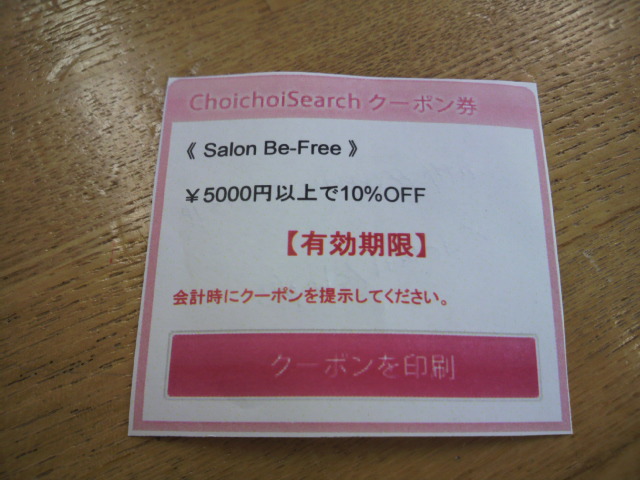 ChoichoiSearch クーポン券
《 Salon Be-Free 》
￥5000円以上で10%OFF
【有効期限】
会計時にクーポンを提示してください。
クーポンを印刷